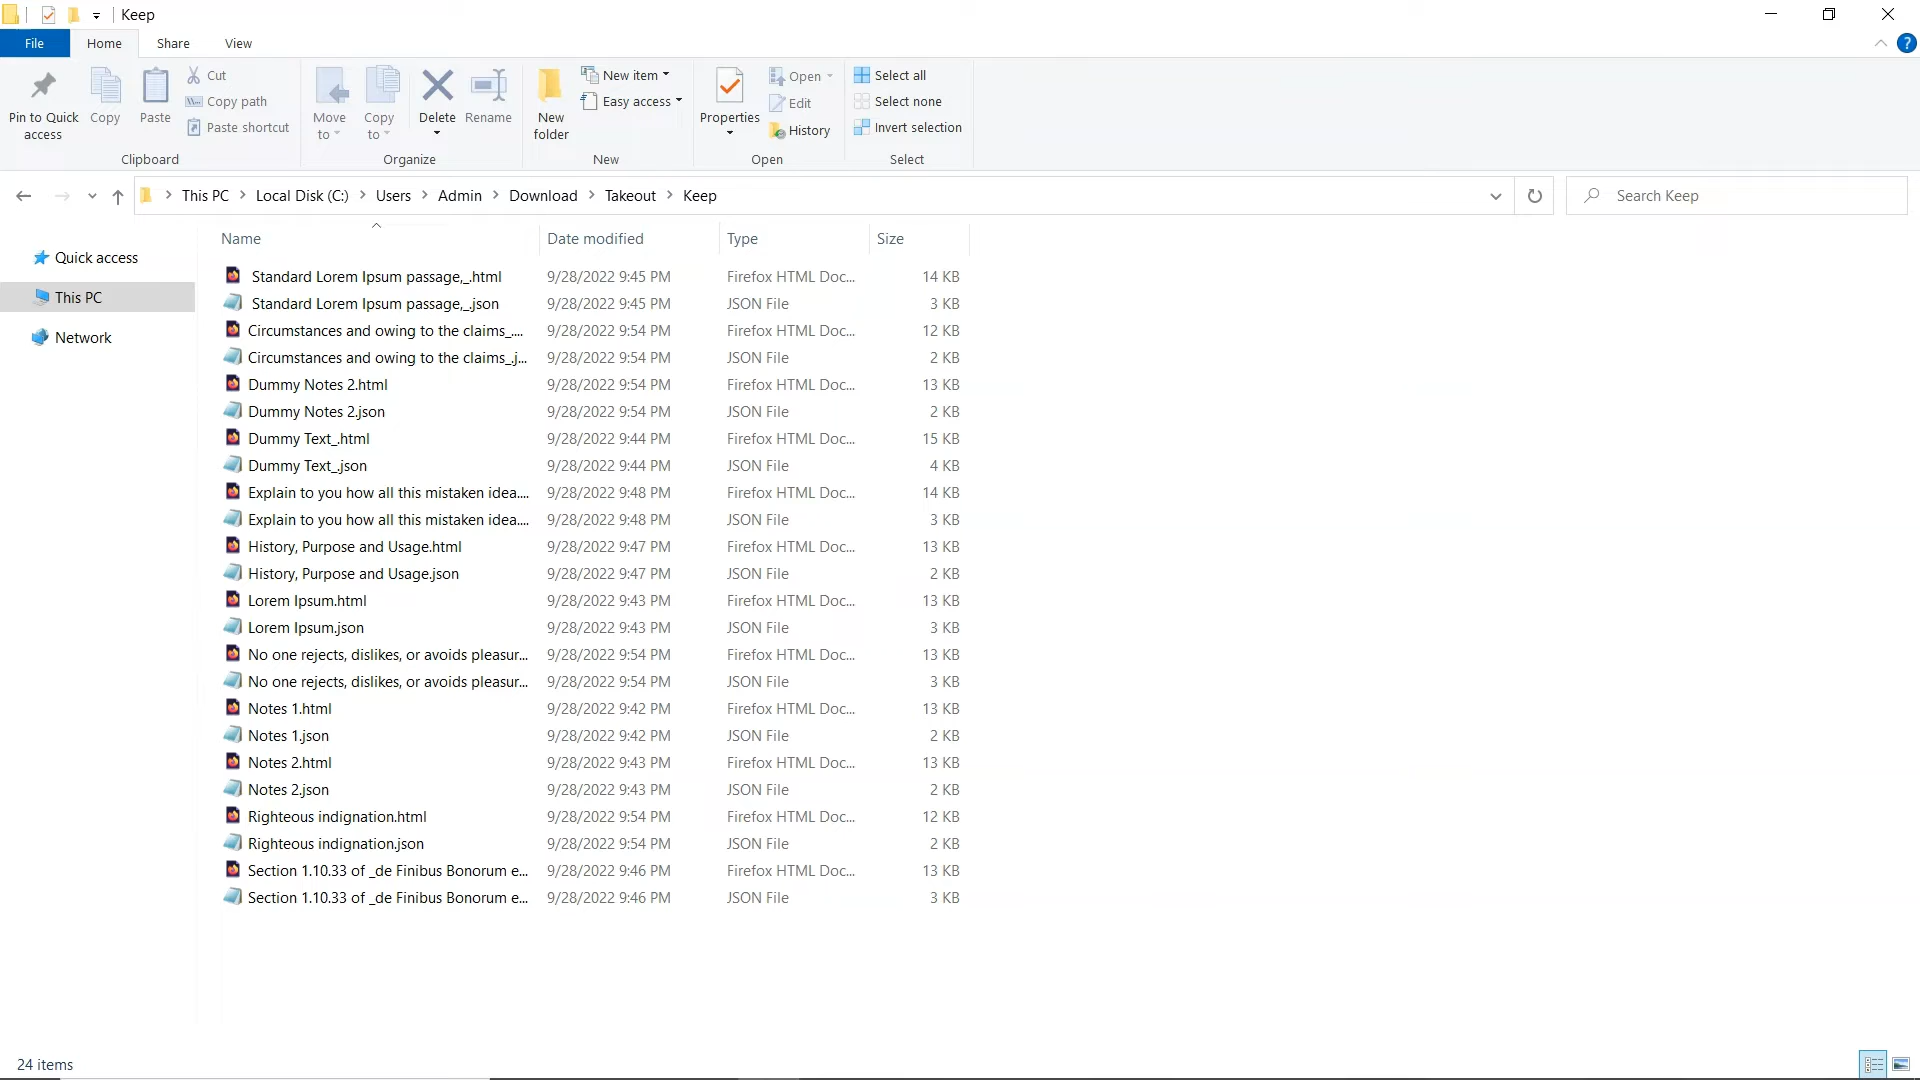 Keep
File Home Share View
Pin to Quick access
Copy
Paste
Cut
Copy path
Paste shortcut
Clipboard
Move to
Copy to
Delete
Rename
Organize
New folder
New item
Easy access
New
Properties
Open
Edit
History
Open
Select all
Select none
Invert selection
Select
This PC > Local Disk (C:) > Users > Admin > Download > Takeout > Keep
Search Keep
Quick access
This PC
Network
Name Date modified Type Size
Standard Lorem Ipsum passage,_.html 9/28/2022 9:45 PM Firefox HTML Doc... 14 KB
Standard Lorem Ipsum passage,_.json 9/28/2022 9:45 PM JSON File 3 KB
Circumstances and owing to the claims_.... 9/28/2022 9:54 PM Firefox HTML Doc... 12 KB
Circumstances and owing to the claims_.j... 9/28/2022 9:54 PM JSON File 2 KB
Dummy Notes 2.html 9/28/2022 9:54 PM Firefox HTML Doc... 13 KB
Dummy Notes 2.json 9/28/2022 9:54 PM JSON File 2 KB
Dummy Text_.html 9/28/2022 9:44 PM Firefox HTML Doc... 15 KB
Dummy Text_.json 9/28/2022 9:44 PM JSON File 4 KB
Explain to you how all this mistaken idea.... 9/28/2022 9:48 PM Firefox HTML Doc... 14 KB
Explain to you how all this mistaken idea.... 9/28/2022 9:48 PM JSON File 3 KB
History, Purpose and Usage.html 9/28/2022 9:47 PM Firefox HTML Doc... 13 KB
History, Purpose and Usage.json 9/28/2022 9:47 PM JSON File 2 KB
Lorem Ipsum.html 9/28/2022 9:43 PM Firefox HTML Doc... 13 KB
Lorem Ipsum.json 9/28/2022 9:43 PM JSON File 3 KB
No one rejects, dislikes, or avoids pleasur... 9/28/2022 9:54 PM Firefox HTML Doc... 13 KB
No one rejects, dislikes, or avoids pleasur... 9/28/2022 9:54 PM JSON File 3 KB
Notes 1.html 9/28/2022 9:42 PM Firefox HTML Doc... 13 KB
Notes 1.json 9/28/2022 9:42 PM JSON File 2 KB
Notes 2.html 9/28/2022 9:43 PM Firefox HTML Doc... 13 KB
Notes 2.json 9/28/2022 9:43 PM JSON File 2 KB
Righteous indignation.html 9/28/2022 9:54 PM Firefox HTML Doc... 12 KB
Righteous indignation.json 9/28/2022 9:54 PM JSON File 2 KB
Section 1.10.33 of _de Finibus Bonorum e... 9/28/2022 9:46 PM Firefox HTML Doc... 13 KB
Section 1.10.33 of _de Finibus Bonorum e... 9/28/2022 9:46 PM JSON File 3 KB
24 items